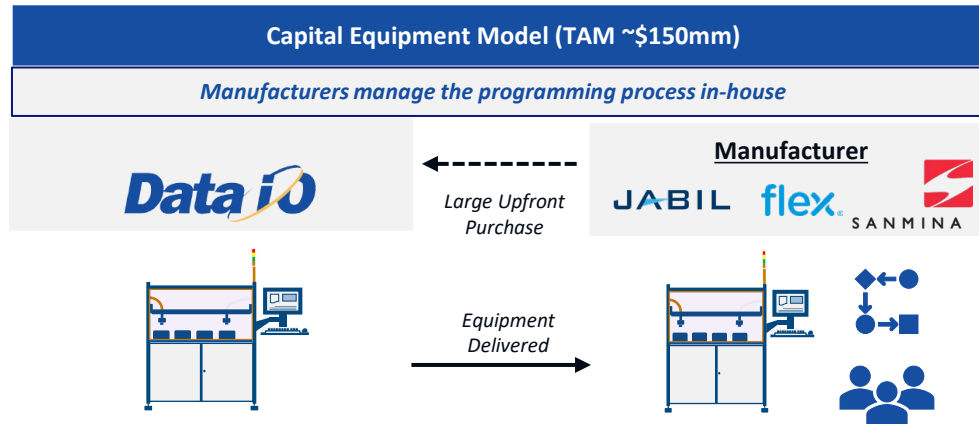 Capital Equipment Model (TAM ~$150mm)
Manufacturers manage the programming process in-house
Data iO
Large Upfront
Purchase
Manufacturer
JABIL
flex
SANMINA
Equipment
Delivered